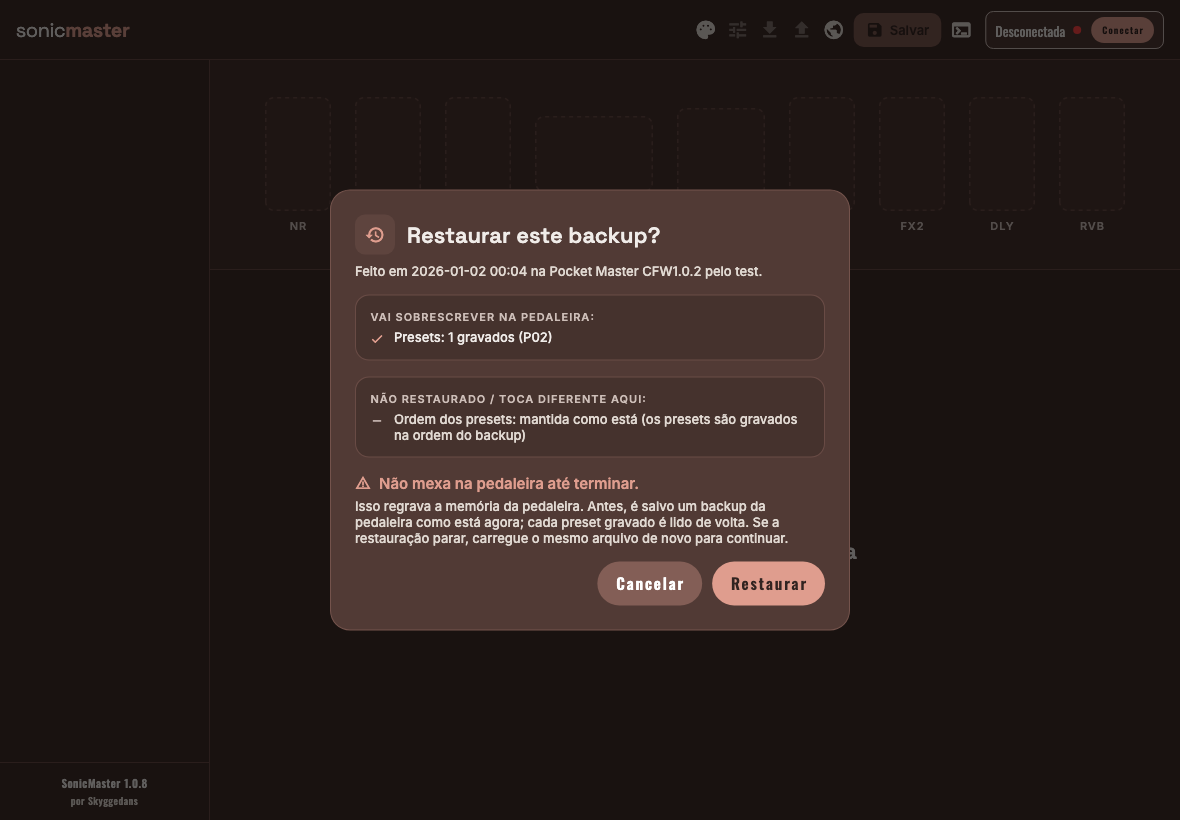 sonicmaster
Salvar
Desconectada
Conectar
NR
FX2
DLY
RVB
Restaurar este backup?
Feito em 2026-01-02 00:04 na Pocket Master CFW1.0.2 pelo test.
VAI SOBRESCREVER NA PEDALEIRA:
Presets: 1 gravados (P02)
NÃO RESTAURADO / TOCA DIFERENTE AQUI:
Ordem dos presets: mantida como está (os presets são gravados
na ordem do backup)
Não mexa na pedaleira até terminar.
Isso regrava a memória da pedaleira. Antes, é salvo um backup da
pedaleira como está agora; cada preset gravado é lido de volta. Se a
restauração parar, carregue o mesmo arquivo de novo para continuar.
Cancelar
Restaurar
SonicMaster 1.0.8
por Skyggedans